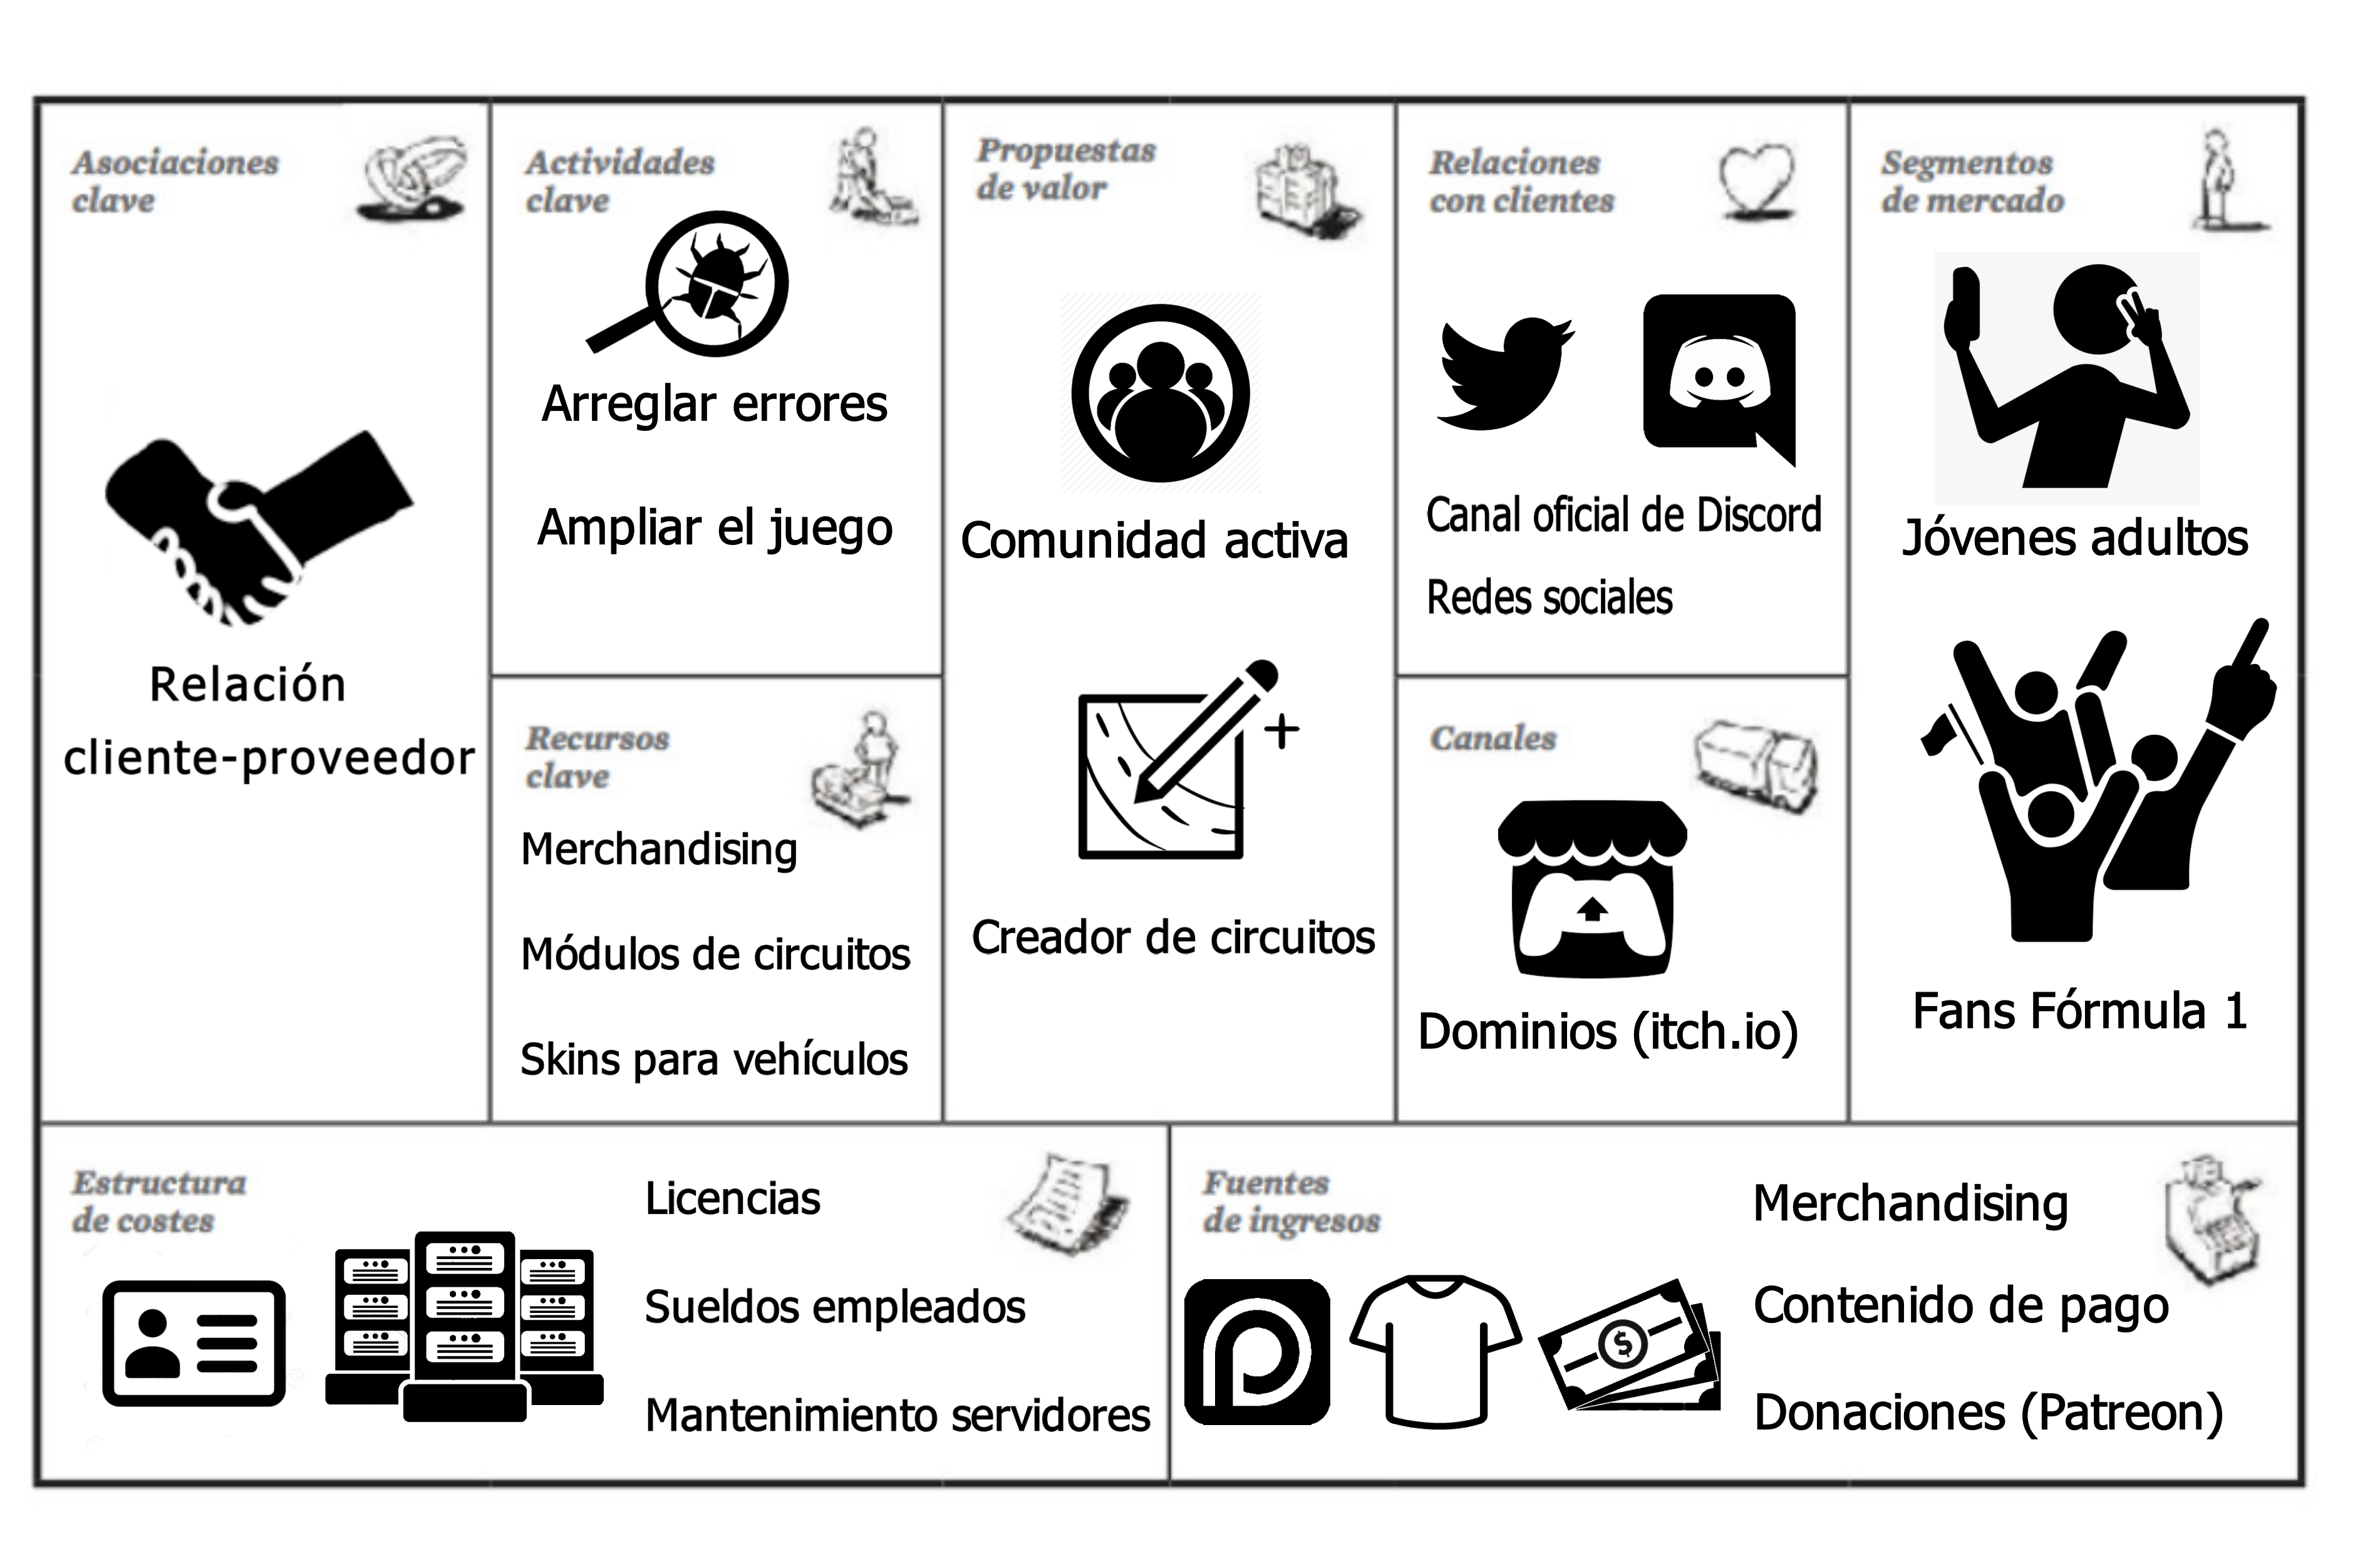 Asociaciones
clave
Relación
cliente-proveedor
Actividades
clave
Arreglar errores
Ampliar el juego
Recursos
clave
Merchandising
Módulos de circuitos
Skins para vehículos
Propuestas
de valor
Comunidad activa
Creador de circuitos
Relaciones
con clientes
Canal oficial de Discord
Redes sociales
Canales
Dominios (itch.io)
Segmentos
de mercado
Jóvenes adultos
Fans Fórmula 1
Estructura
de costes
Licencias
Sueldos empleados
Mantenimiento servidores
Fuentes
de ingresos
Merchandising
Contenido de pago
Donaciones (Patreon)